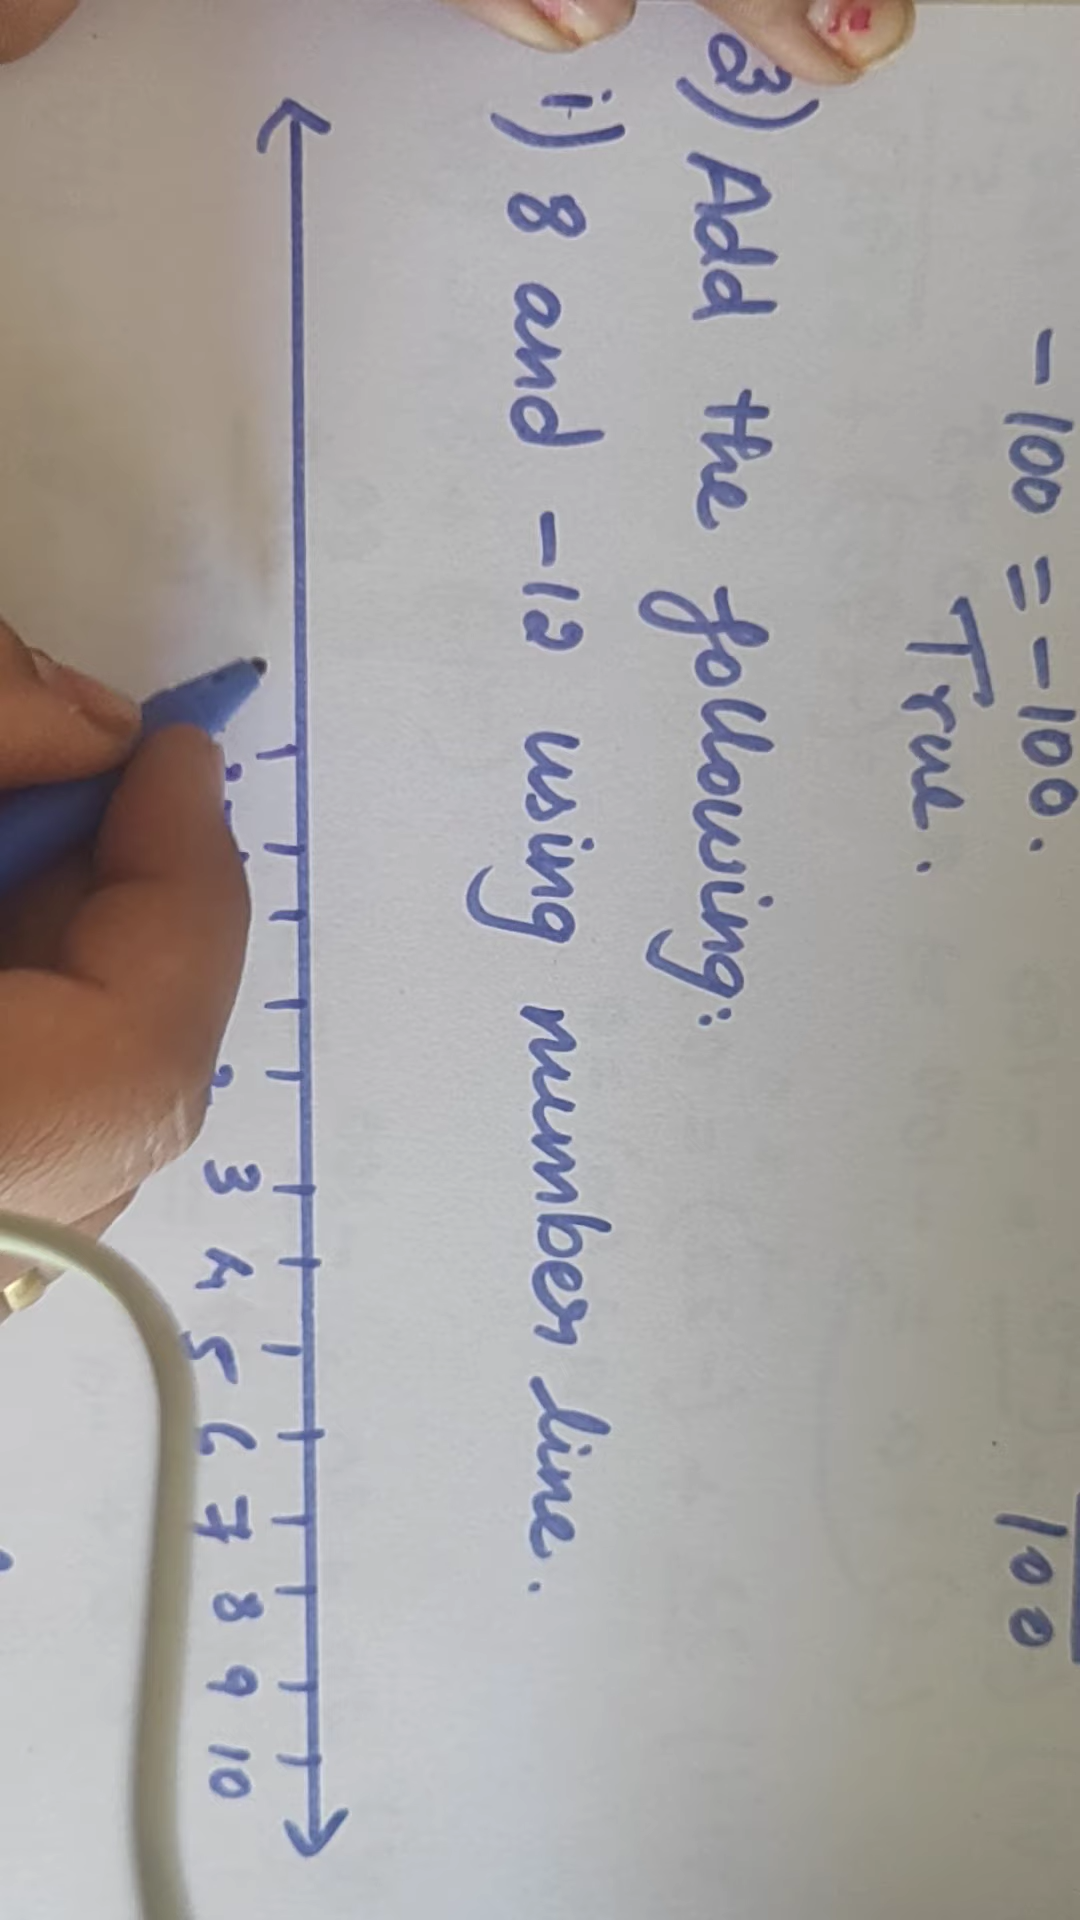 - 100 = - 100.
True.
100
3) Add the following:
i) 8 and -12 using number line.
2 3 4 5 6 7 8 9 10